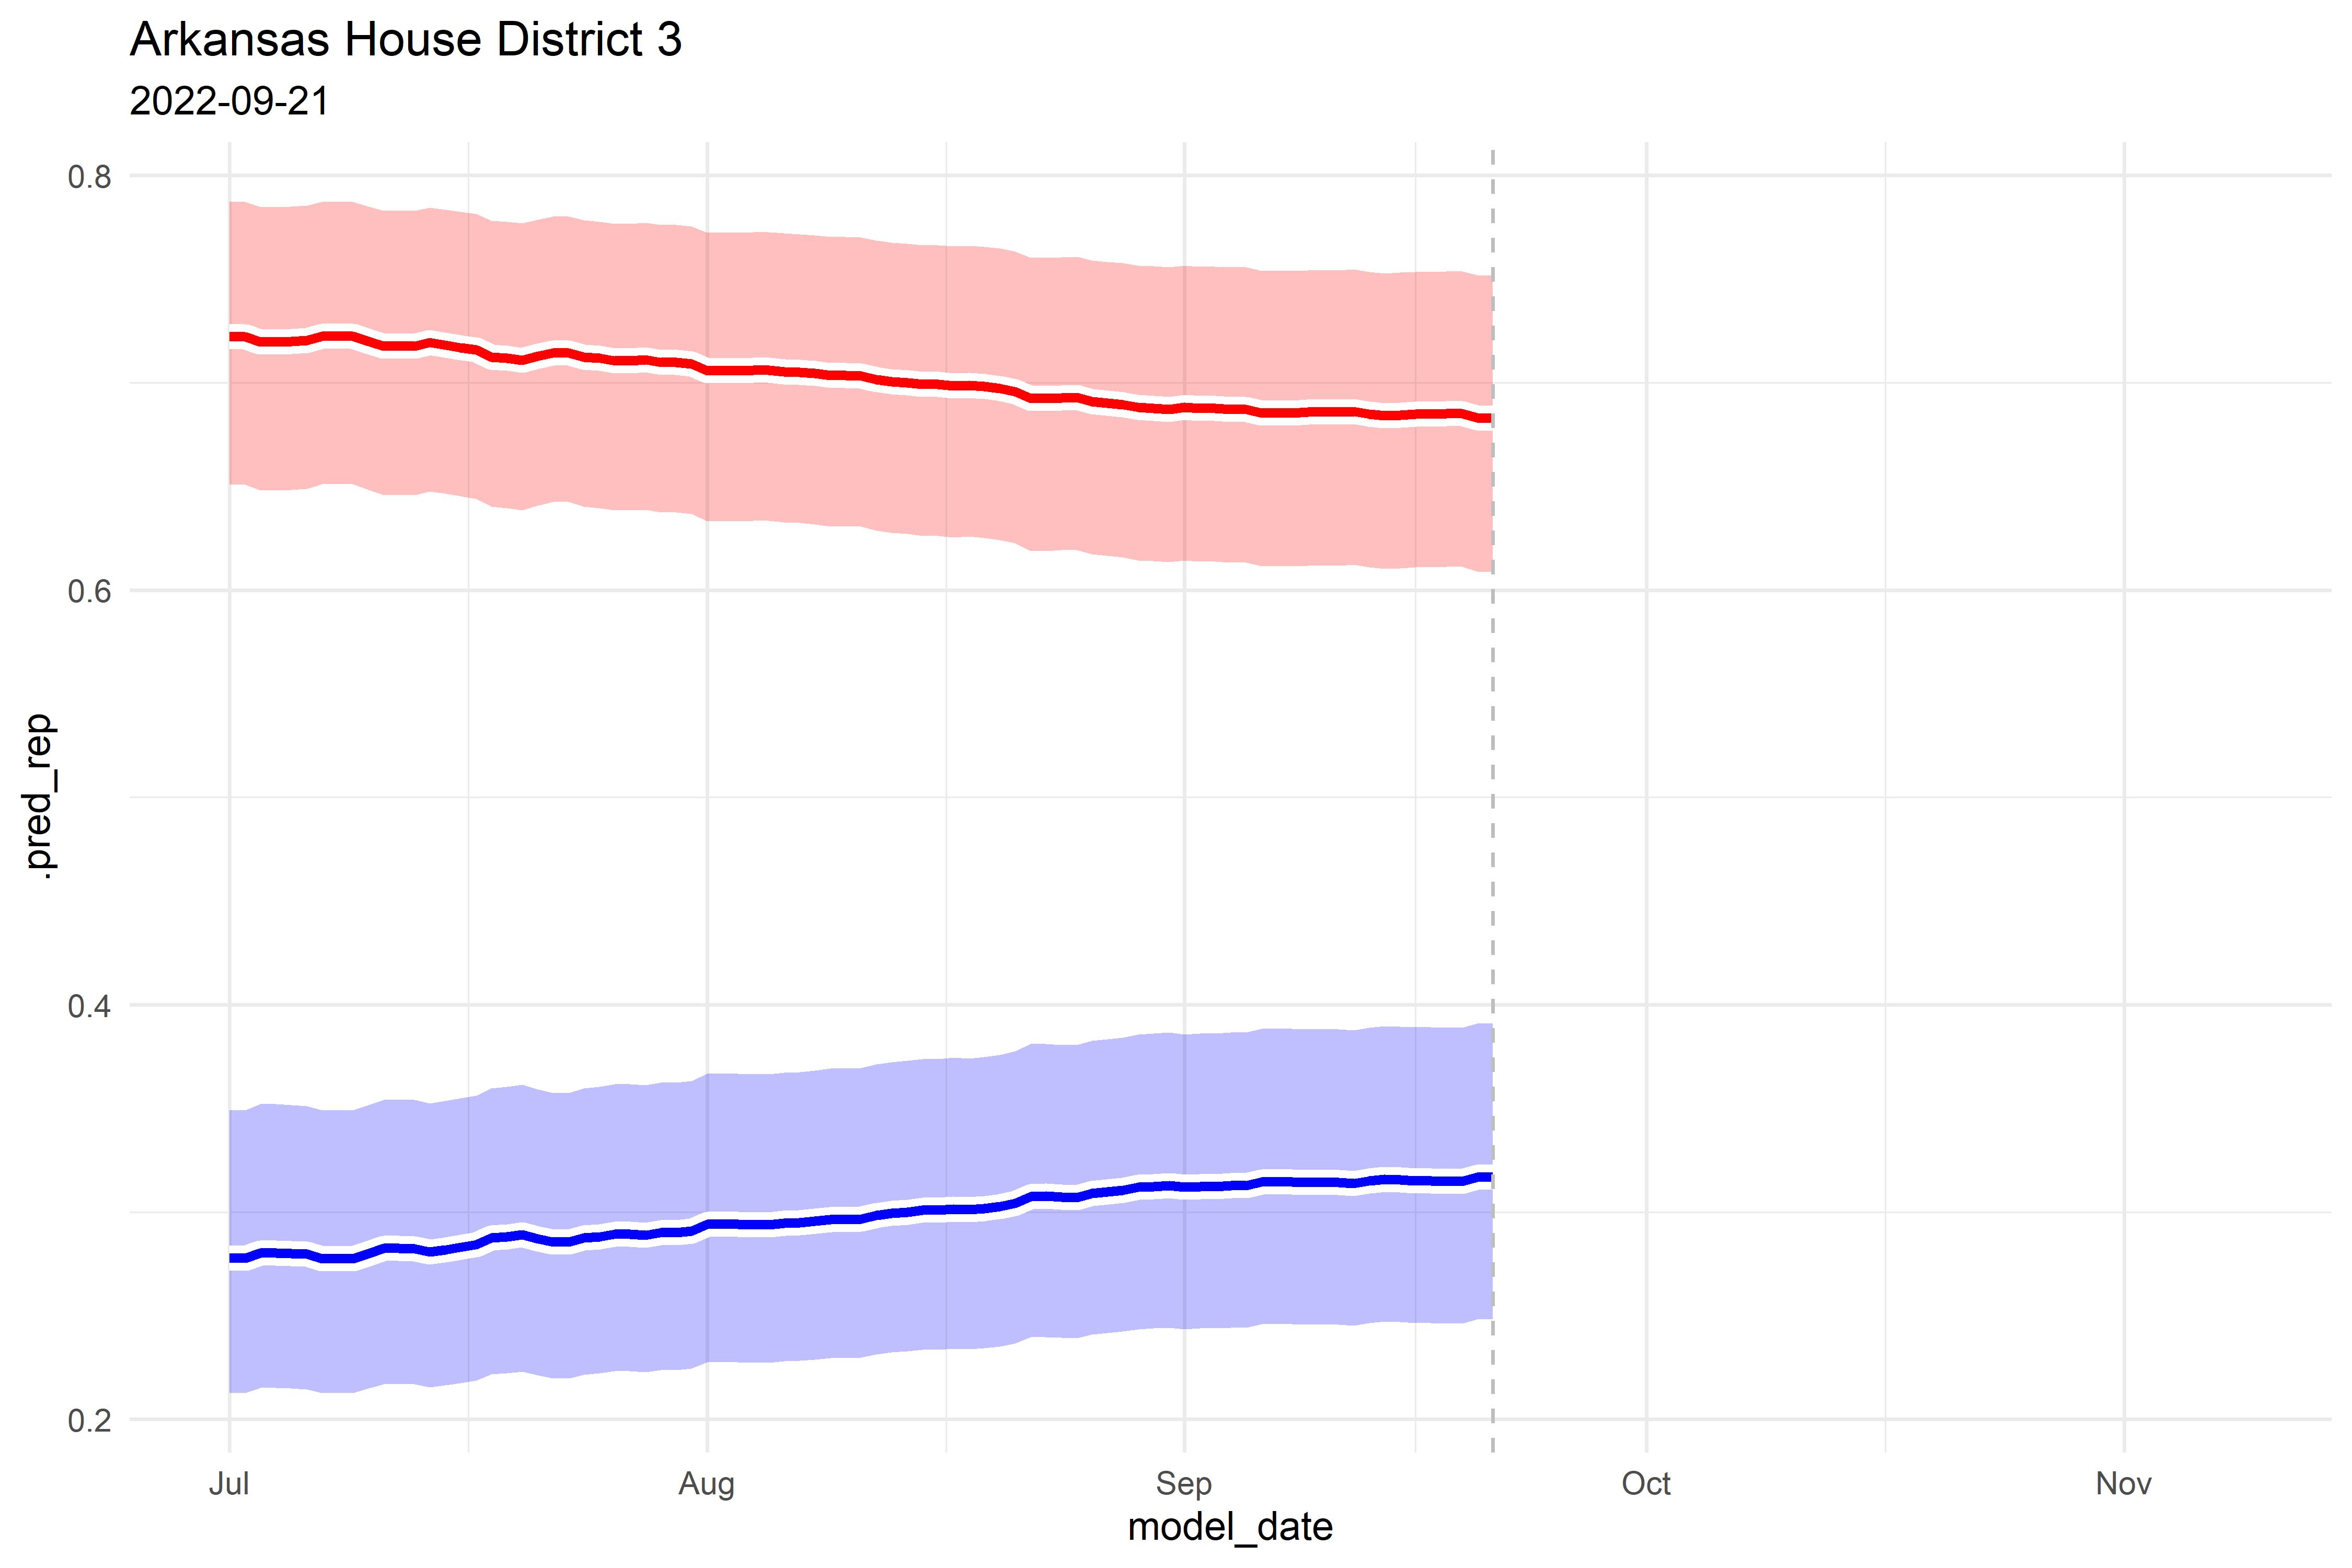 Arkansas House District 3
2022-09-21
0.8
0.6
0.4
0.2
.pred_rep
Jul Aug Sep Oct Nov
model_date